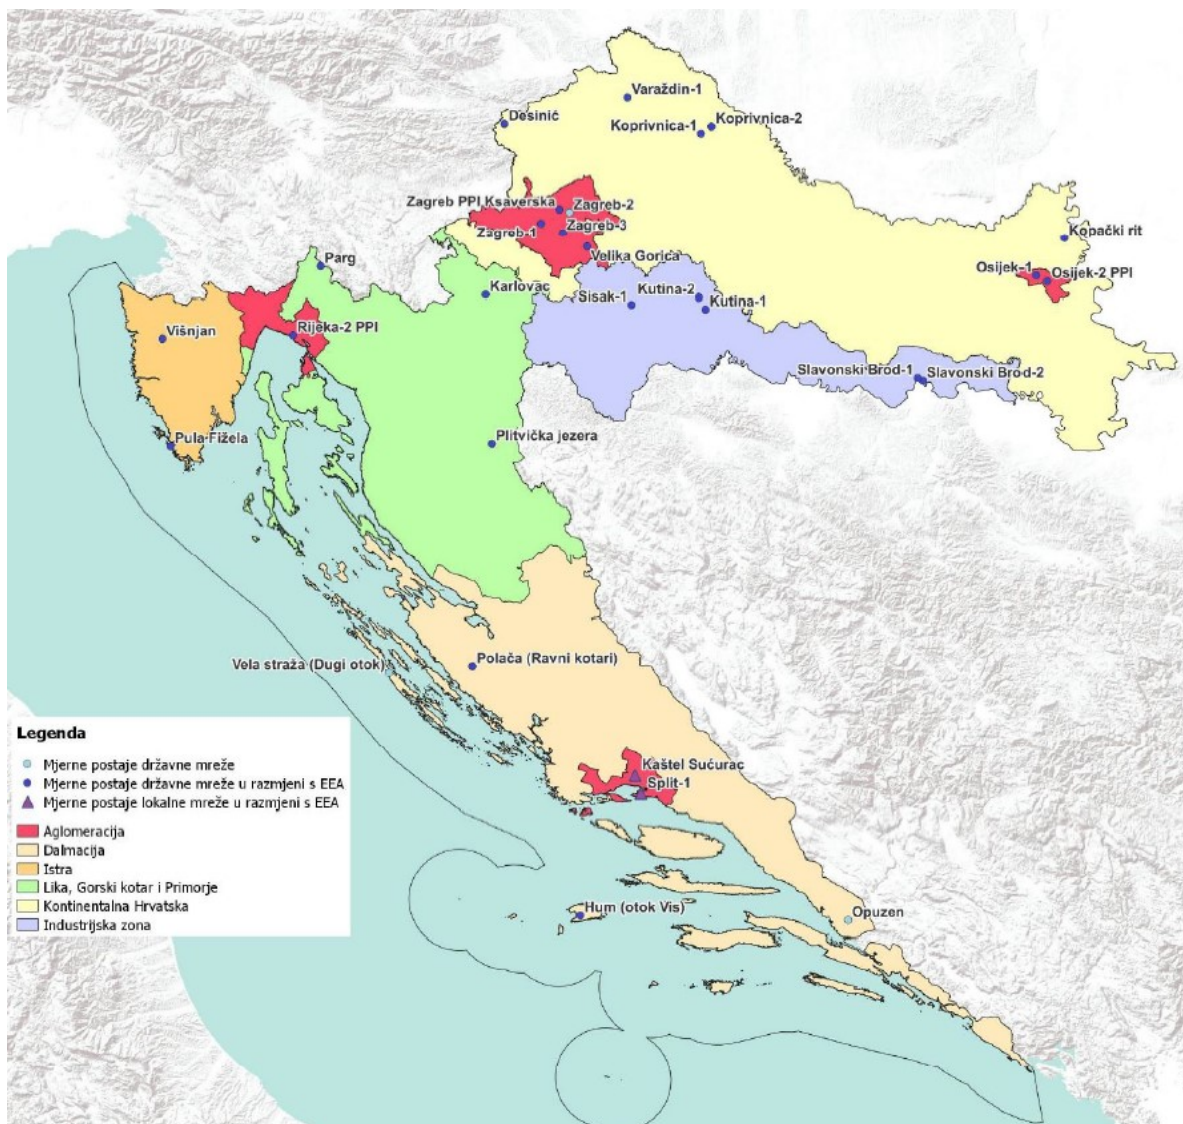 Varaždin-1
Desinić
Koprivnica-2
Koprivnica-1
Zagreb PPI Ksaverska
Zagreb-2
Zagreb-1
Zagreb-3
Velika Gorica
Kopački rit
Osijek-1
Osijek-2 PPI
Parg
Karlovac
Sisak-1
Kutina-2
Kutina-1
Višnjan
Rijeka-2 PPI
Slavonski Brod-1
Slavonski Brod-2
Pula Fižela
Plitvička jezera
Vela straža (Dugi otok)
Polača (Ravni kotari)
Kaštel Sućurac
Split-1
Hum (otok Vis)
Opuzen
Legenda
Mjerne postaje državne mreže
Mjerne postaje državne mreže u razmjeni s EEA
Mjerne postaje lokalne mreže u razmjeni s EEA
Aglomeracija
Dalmacija
Istra
Lika, Gorski kotar i Primorje
Kontinentalna Hrvatska
Industrijska zona